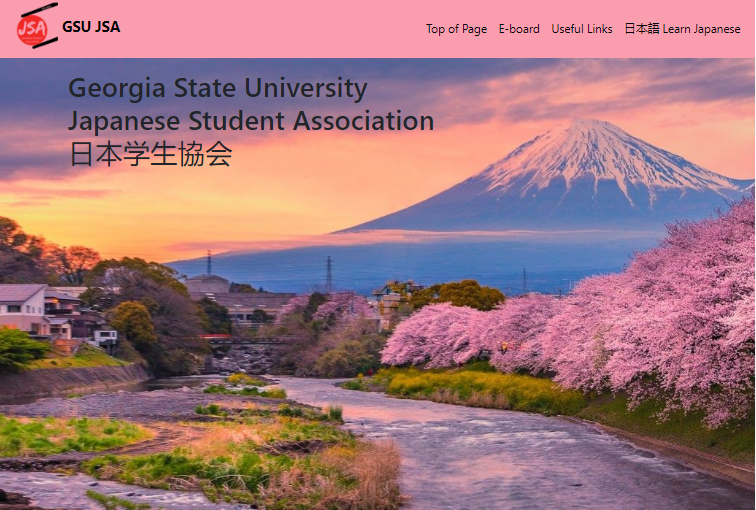 JSA
GSU JSA
Top of Page
E-board
Useful Links
日本語 Learn Japanese
Georgia State University
Japanese Student Association
日本学生協会